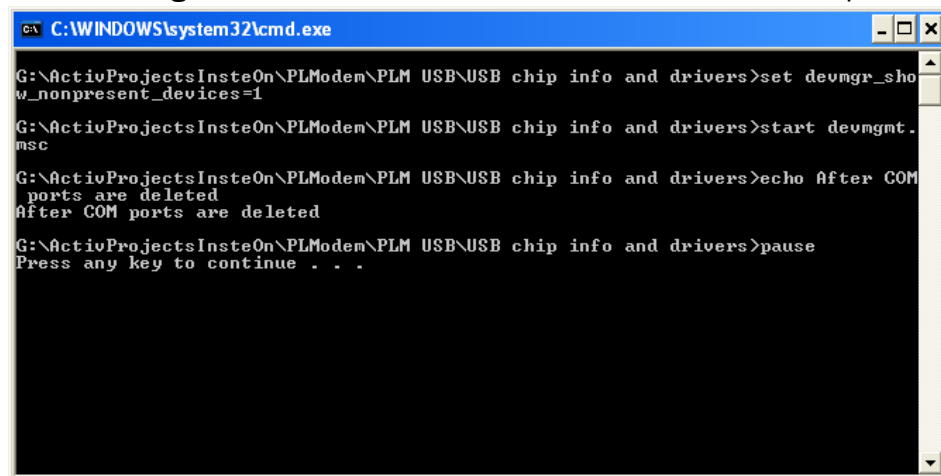 C:\WINDOWS\system32\cmd.exe
G:\ActivProjectsInsteOn\PLModem\PLM USB\USB chip info and drivers>set devmgr_sho
w_nonpresent_devices=1
G:\ActivProjectsInsteOn\PLModem\PLM USB\USB chip info and drivers>start devmgmt.
msc
G:\ActivProjectsInsteOn\PLModem\PLM USB\USB chip info and drivers>echo After COM
ports are deleted
After COM ports are deleted
G:\ActivProjectsInsteOn\PLModem\PLM USB\USB chip info and drivers>pause
Press any key to continue . . .